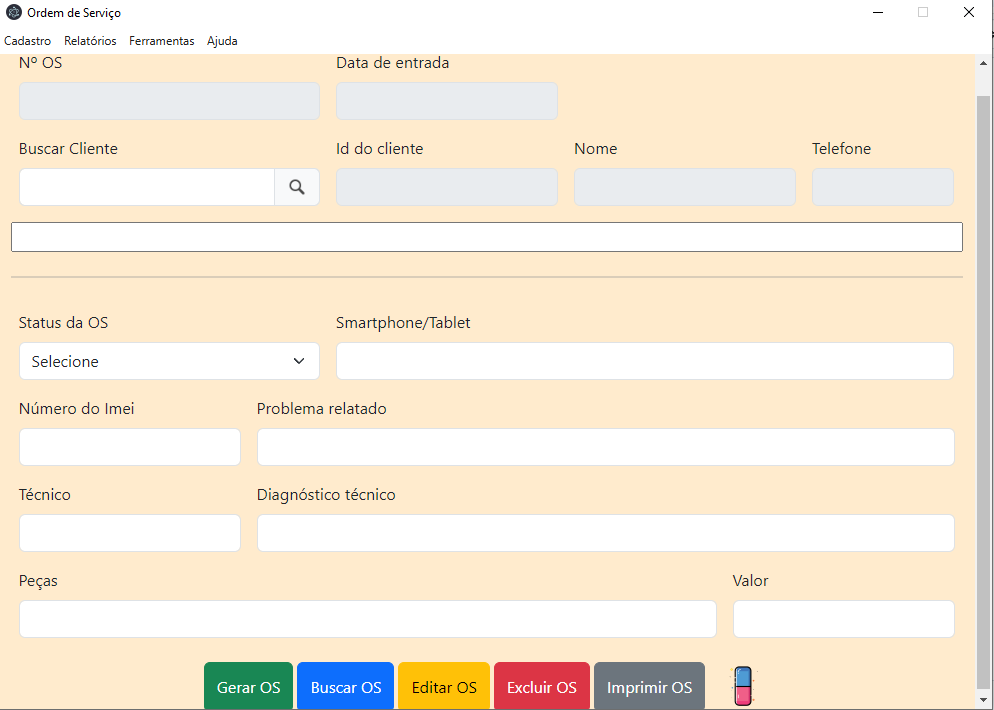 Ordem de Serviço
Cadastro Relatórios Ferramentas Ajuda
Nº OS Data de entrada
Buscar Cliente Id do cliente Nome Telefone
Status da OS Smartphone/Tablet
Selecione
Número do Imei Problema relatado
Técnico Diagnóstico técnico
Peças Valor
Gerar OS Buscar OS Editar OS Excluir OS Imprimir OS